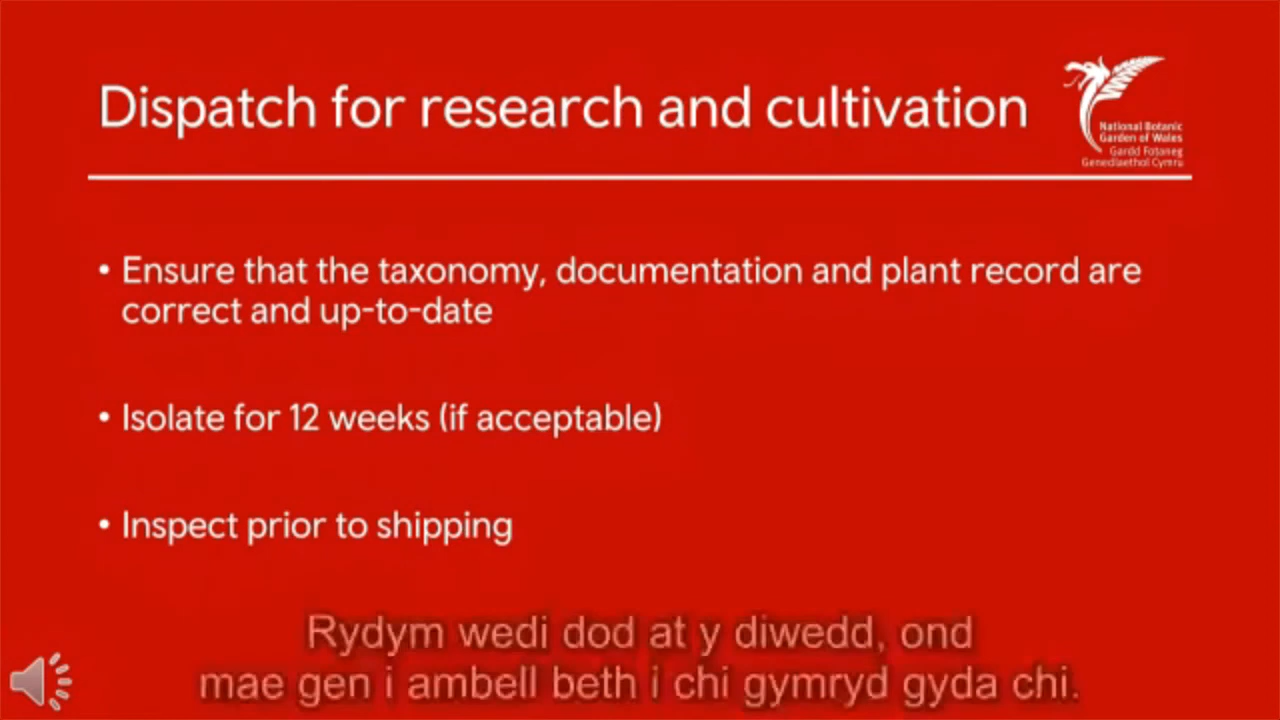 Dispatch for research and cultivation
National Botanic
Garden of Wales
Gardd Fotaneg
Genedlaethol Cymru
• Ensure that the taxonomy, documentation and plant record are
correct and up-to-date
• Isolate for 12 weeks (if acceptable)
• Inspect prior to shipping
Rydym wedi dod at y diwedd, ond
mae gen i ambell beth i chi gymryd gyda chi.